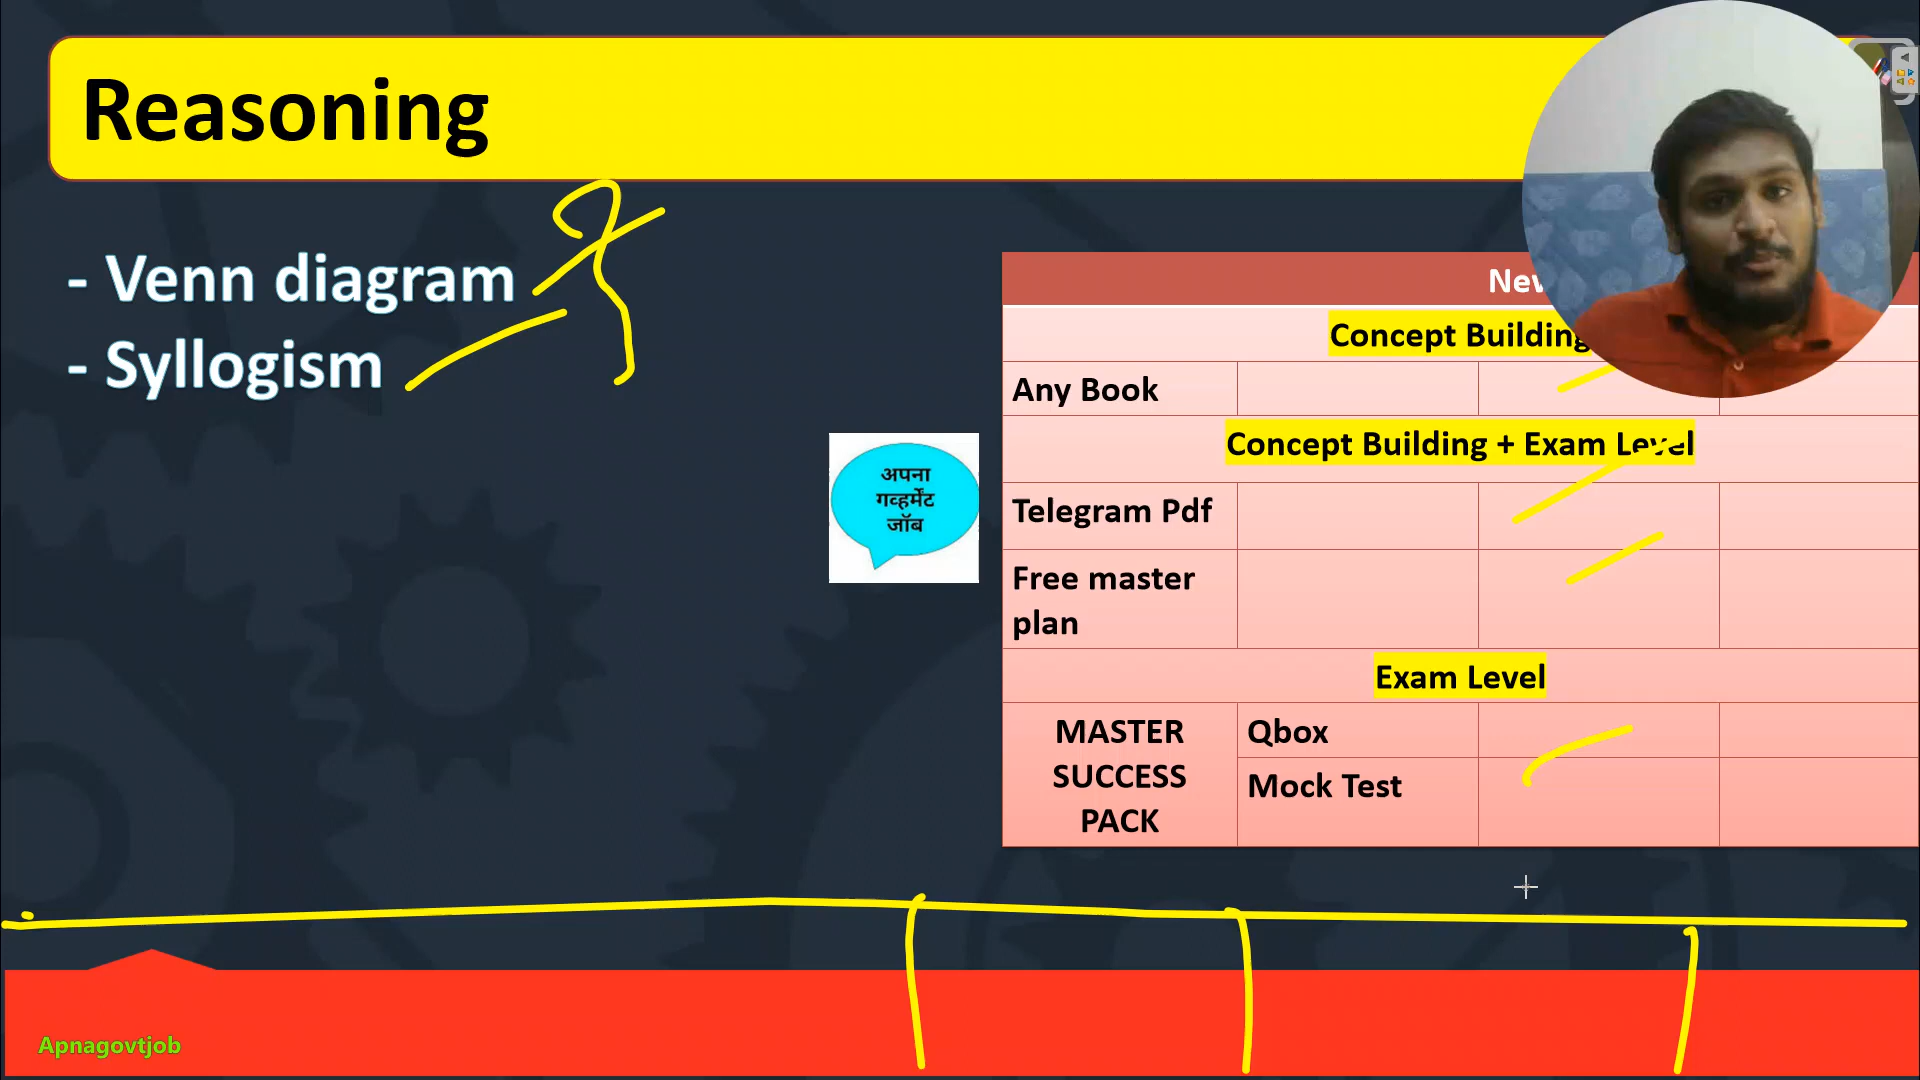 Reasoning
- Venn diagram
- Syllogism
अपना
गव्हर्मेंट
जॉब
Concept Building
Any Book
Concept Building + Exam Level
Telegram Pdf
Free master
plan
Exam Level
MASTER
SUCCESS
PACK
Qbox
Mock Test
Apnagovtjob